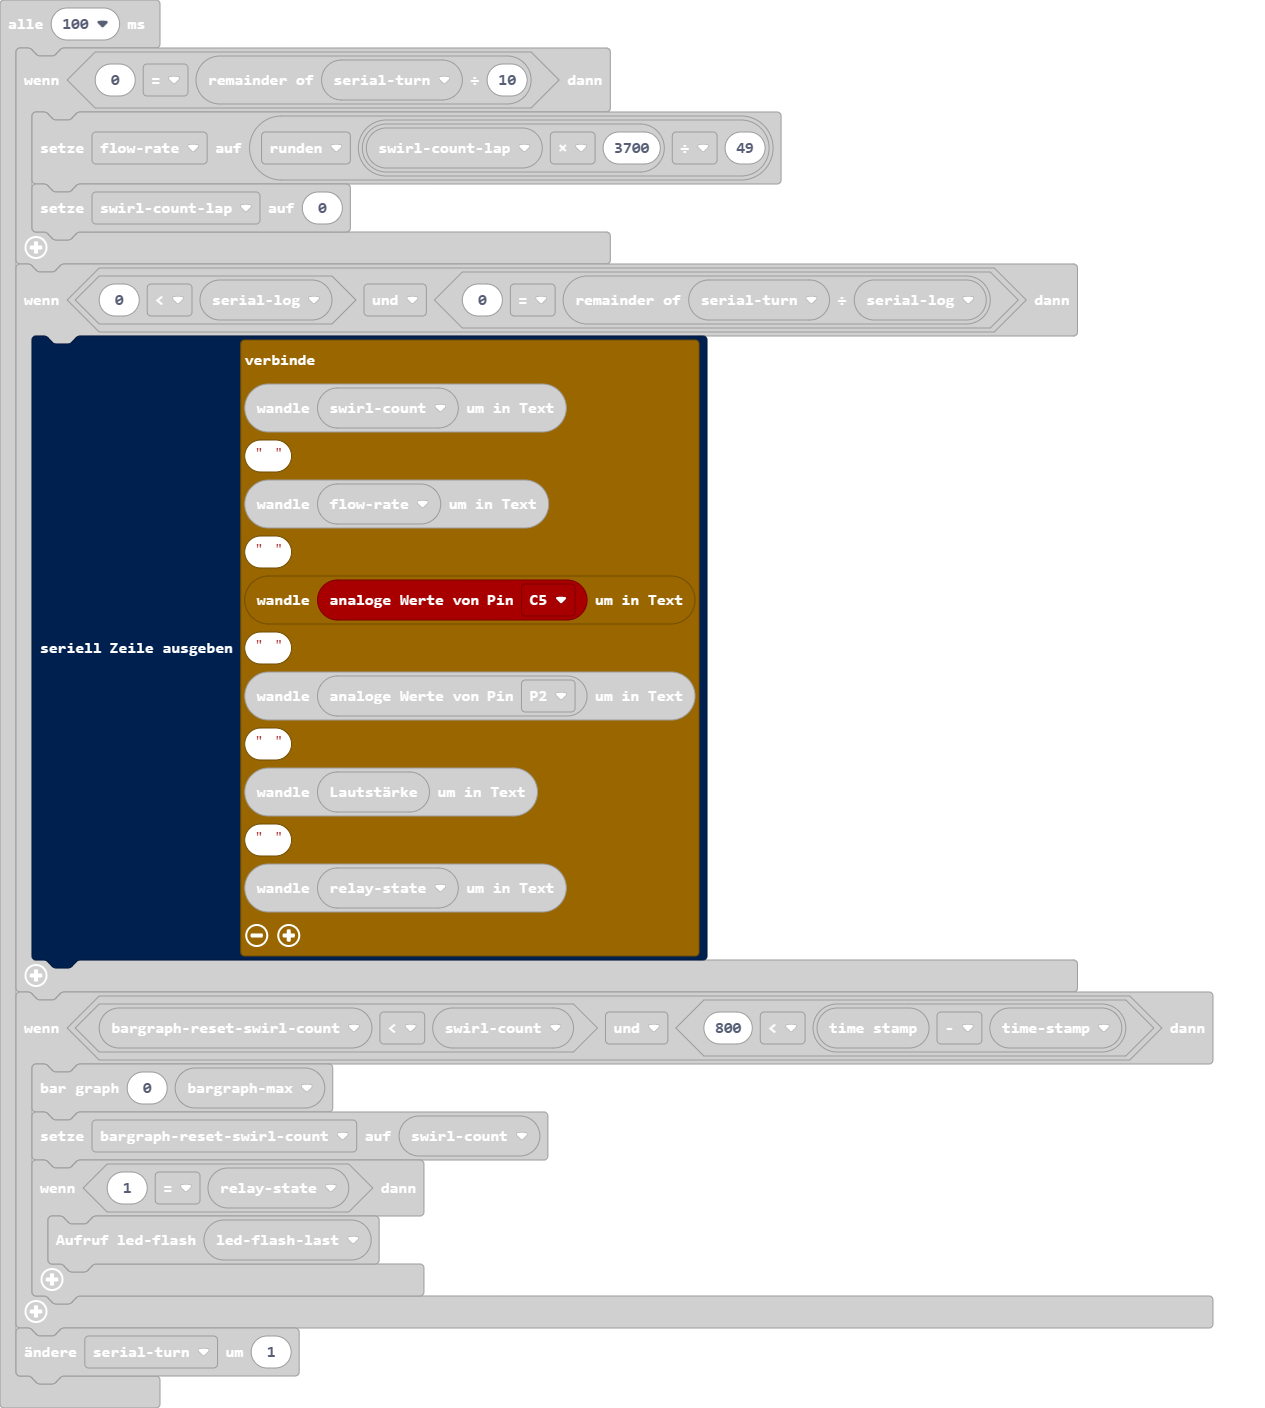 alle 100 ms
wenn 0 = remainder of serial-turn ÷ 10 dann
setze flow-rate auf runden swirl-count-lap × 3700 ÷ 49
setze swirl-count-lap auf 0
wenn 0 < serial-log und 0 = remainder of serial-turn ÷ serial-log dann
verbinde
wandle swirl-count um in Text
" "
wandle flow-rate um in Text
" "
wandle analoge Werte von Pin C5 um in Text
seriell Zeile ausgeben " "
wandle analoge Werte von Pin P2 um in Text
" "
wandle Lautstärke um in Text
" "
wandle relay-state um in Text
wenn bargraph-reset-swirl-count < swirl-count und 800 < time stamp - time-stamp dann
bar graph 0 bargraph-max
setze bargraph-reset-swirl-count auf swirl-count
wenn 1 = relay-state dann
Aufruf led-flash led-flash-last
ändere serial-turn um 1